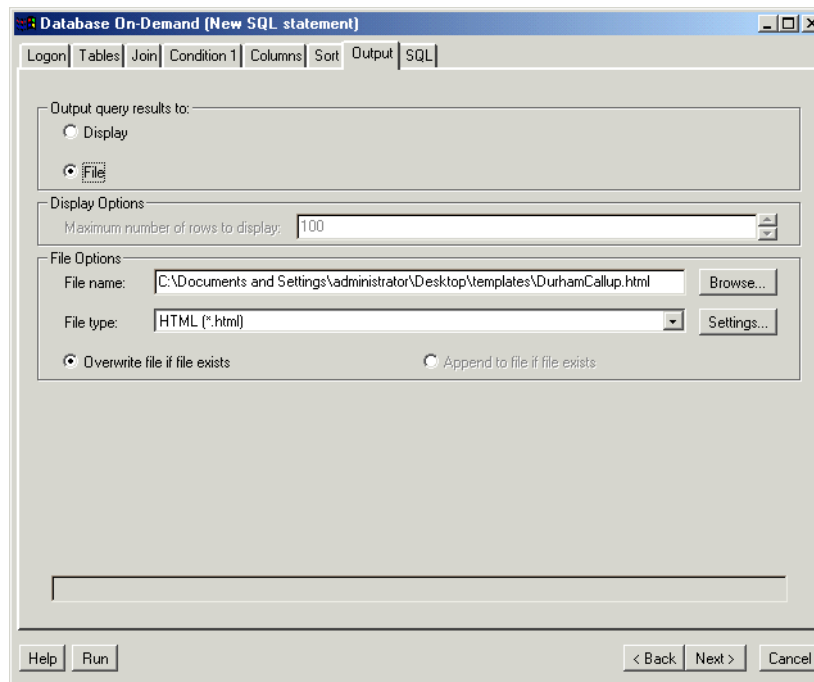 Database On-Demand (New SQL statement)
Logon Tables Join Condition 1 Columns Sort Output SQL
Output query results to:
Display
File
Display Options
Maximum number of rows to display: 100
File Options
File name: C:\Documents and Settings\administrator\Desktop\templates\DurhamCallup.html Browse...
File type: HTML (*.html) Settings...
Overwrite file if file exists Append to file if file exists
Help Run < Back Next > Cancel